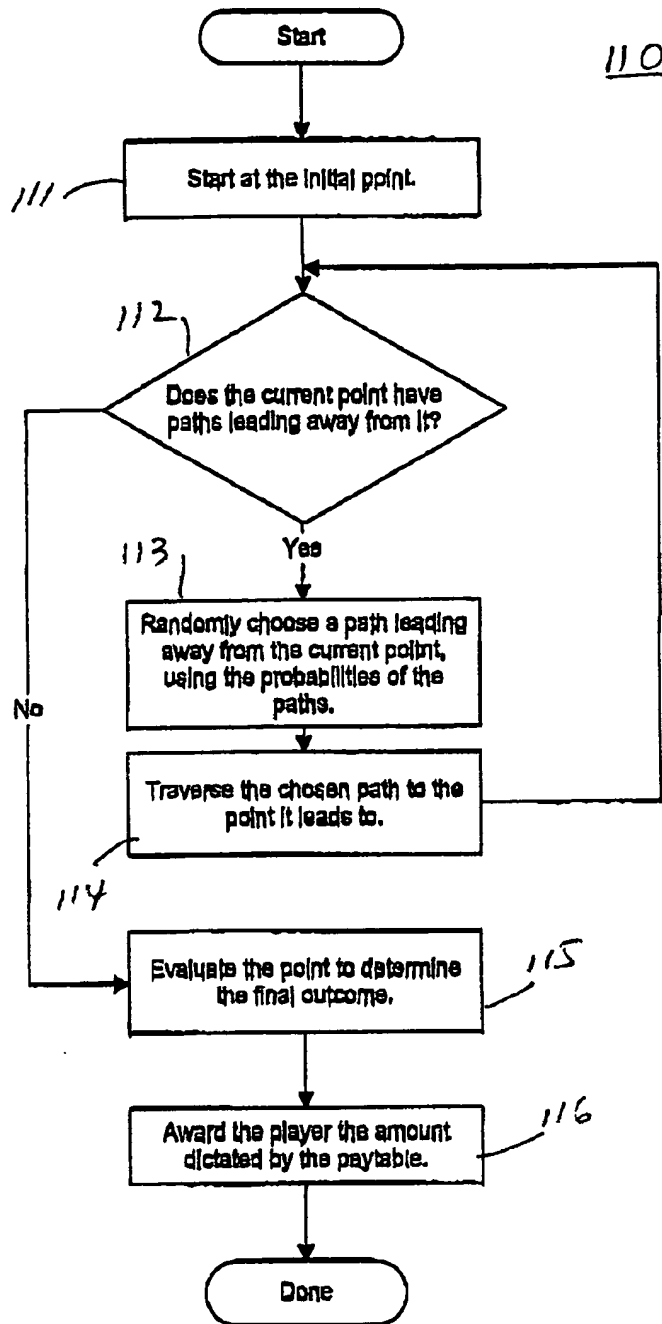 Start
110
Start at the initial point.
111
112
Does the current point have
paths leading away from it?
Yes
113
Randomly choose a path leading
away from the current point,
using the probabilities of the
paths.
No
Traverse the chosen path to the
point it leads to.
114
Evaluate the point to determine
the final outcome.
115
Award the player the amount
dictated by the paytable.
116
Done